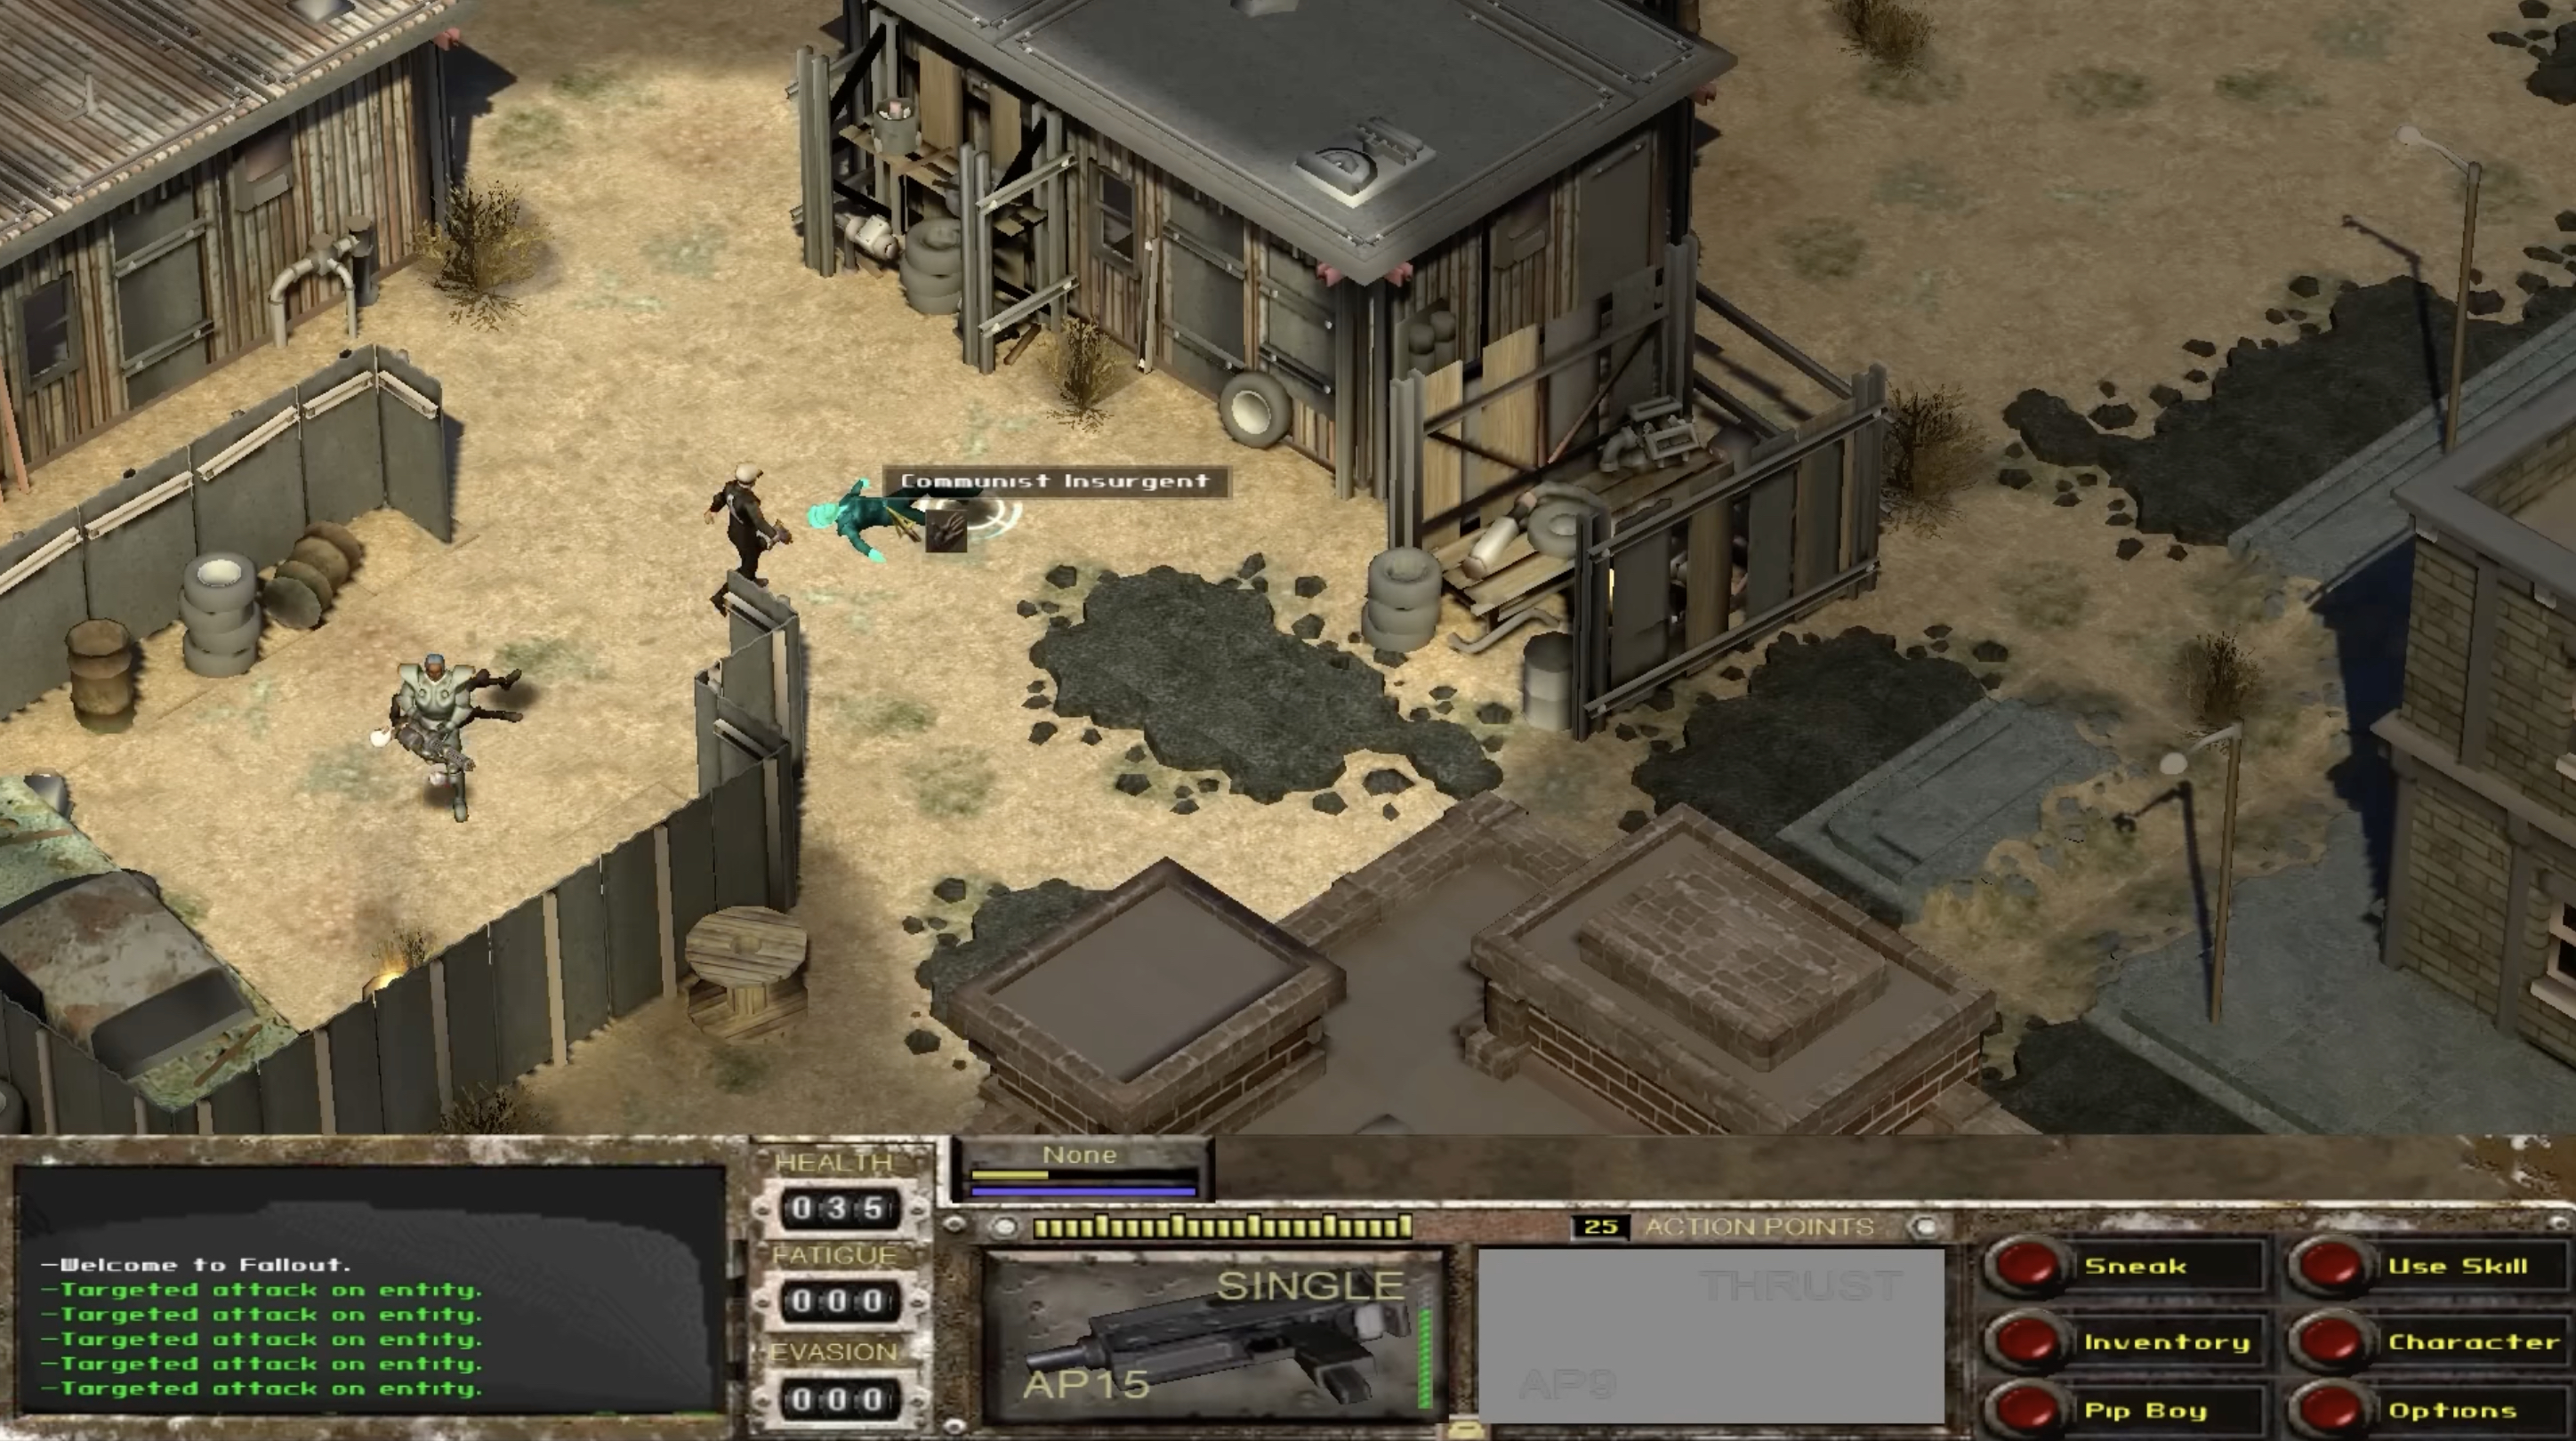 Communist Insurgent
None
HEALTH
035
-Welcome to Fallout.
-Targeted attack on entity.
-Targeted attack on entity.
-Targeted attack on entity.
-Targeted attack on entity.
-Targeted attack on entity.
FATIGUE
000
EVASION
000
25 ACTION POINTS
SINGLE
AP15
THRUST
AP9
Sneak
Use Skill
Inventory
Character
Pip Boy
Options